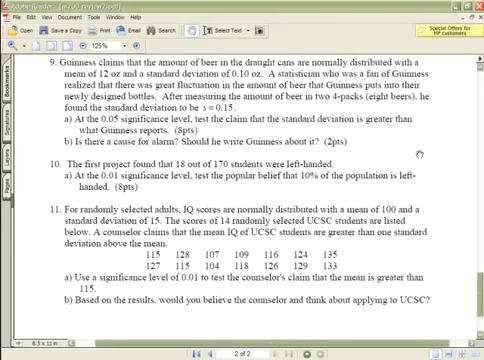 Adobe Reader - [m700 review7.pdf]
File Edit View Document Tools Window Help
Open Save a Copy Print Email Search Select Text
Special Offers for
HP customers
125%
Bookmarks
Signatures
Layers
Pages
9. Guinness claims that the amount of beer in the draught cans are normally distributed with a
mean of 12 oz and a standard deviation of 0.10 oz. A statistician who was a fan of Guinness
realized that there was great fluctuation in the amount of beer that Guinness puts into their
newly designed bottles. After measuring the amount of beer in two 4-packs (eight beers), he
found the standard deviation to be s = 0.15.
a) At the 0.05 significance level, test the claim that the standard deviation is greater than
what Guinness reports. (8pts)
b) Is there a cause for alarm? Should he write Guinness about it? (2pts)
10. The first project found that 18 out of 170 students were left-handed.
a) At the 0.01 significance level, test the popular belief that 10% of the population is left-
handed. (8pts)
11. For randomly selected adults, IQ scores are normally distributed with a mean of 100 and a
standard deviation of 15. The scores of 14 randomly selected UCSC students are listed
below. A counselor claims that the mean IQ of UCSC students are greater than one standard
deviation above the mean.
115 128 107 109 116 124 135
127 115 104 118 126 129 133
a) Use a significance level of 0.01 to test the counselor's claim that the mean is greater than
115.
b) Based on the results, would you believe the counselor and think about applying to UCSC?
8.5 x 11 in
2 of 2